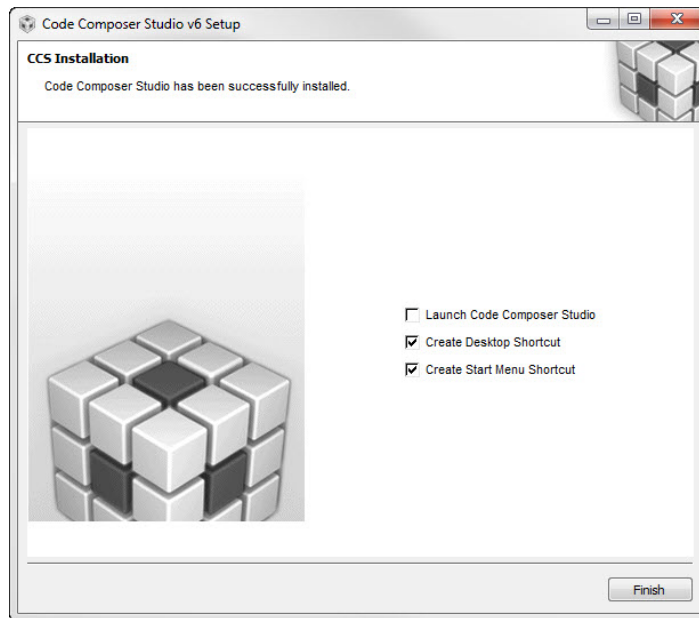 Code Composer Studio v6 Setup
CCS Installation
Code Composer Studio has been successfully installed.
Launch Code Composer Studio
Create Desktop Shortcut
Create Start Menu Shortcut
Finish